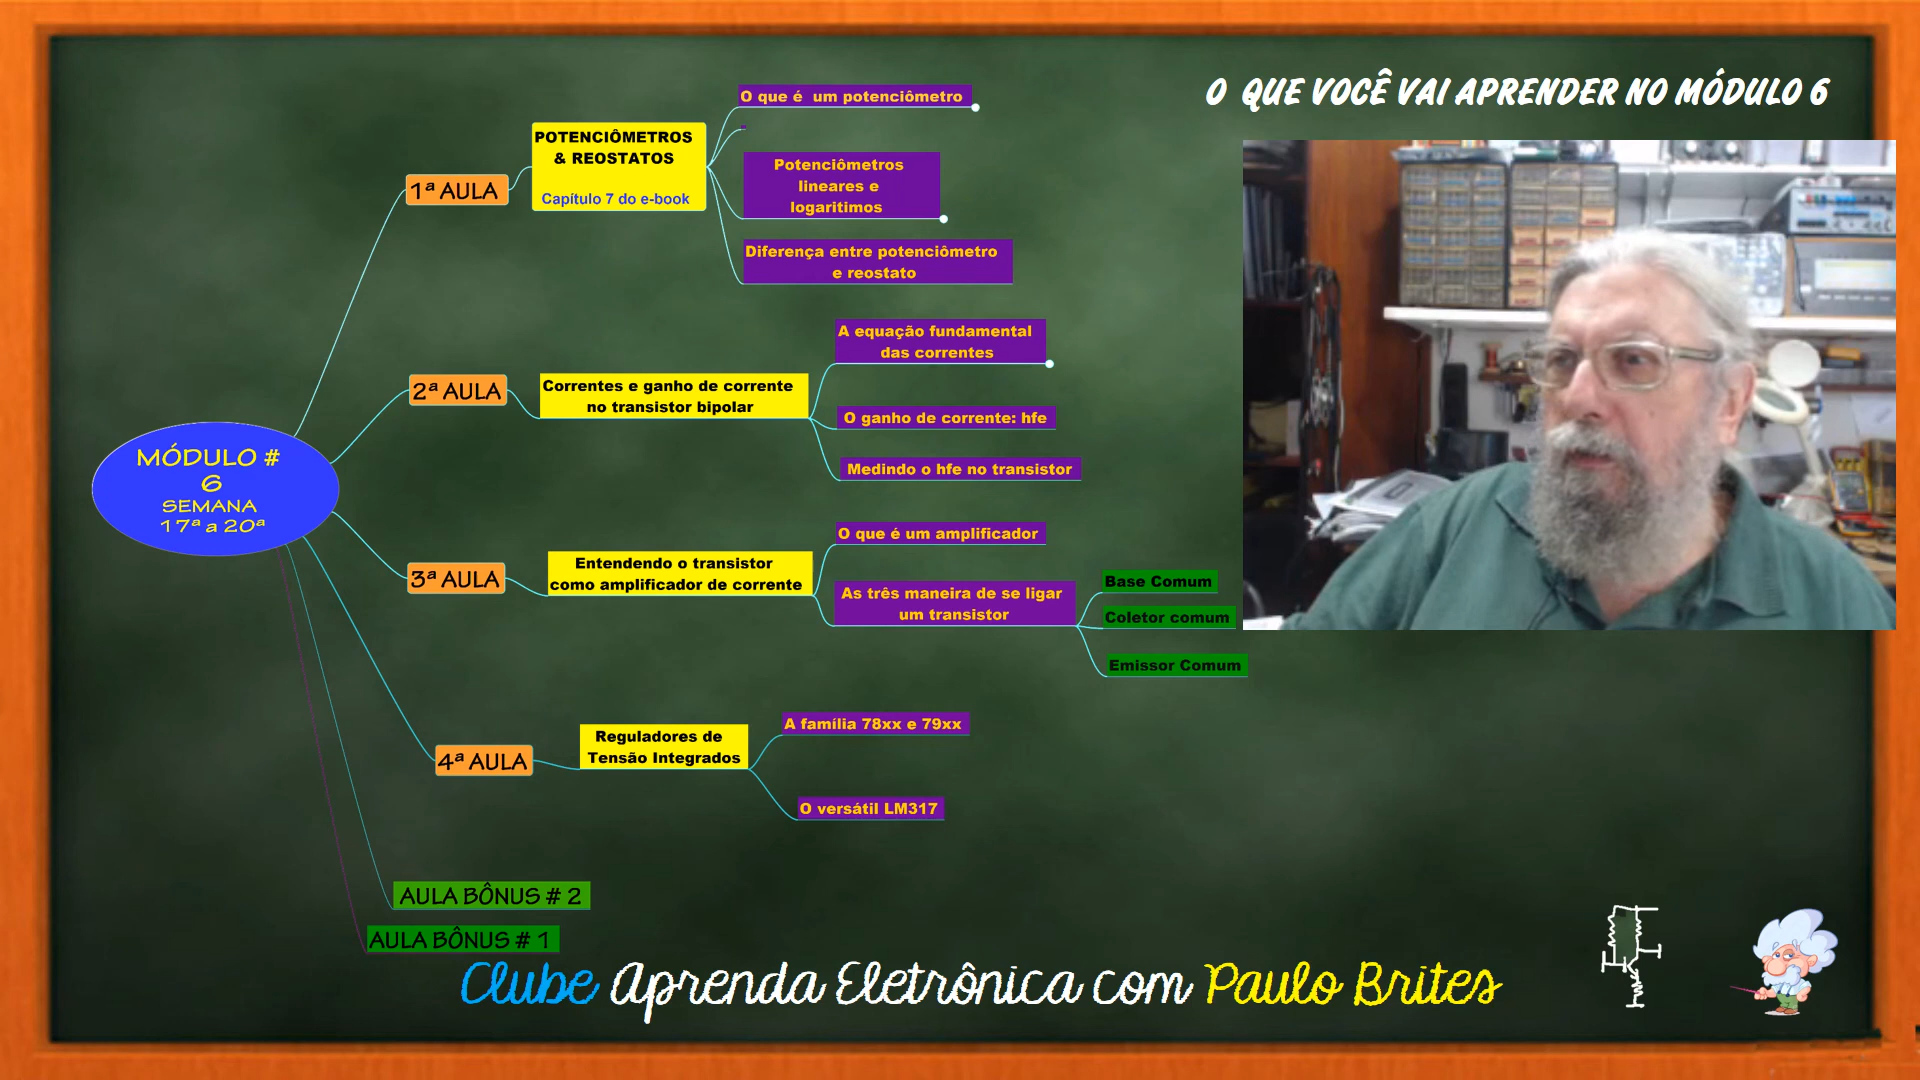 O QUE VOCÊ VAI APRENDER NO MÓDULO 6
MÓDULO #
6
SEMANA
17ª a 20ª
1ª AULA
POTENCIÔMETROS
& REOSTATOS
Capítulo 7 do e-book
O que é um potenciômetro
Potenciômetros
lineares e
logaritimos
Diferença entre potenciômetro
e reostato
2ª AULA
Correntes e ganho de corrente
no transistor bipolar
A equação fundamental
das correntes
O ganho de corrente: hfe
Medindo o hfe no transistor
3ª AULA
Entendendo o transistor
como amplificador de corrente
O que é um amplificador
As três maneira de se ligar
um transistor
Base Comum
Coletor comum
Emissor Comum
4ª AULA
Reguladores de
Tensão Integrados
A família 78xx e 79xx
O versátil LM317
AULA BÔNUS # 2
AULA BÔNUS # 1
Clube Aprenda Eletrônica com Paulo Brites